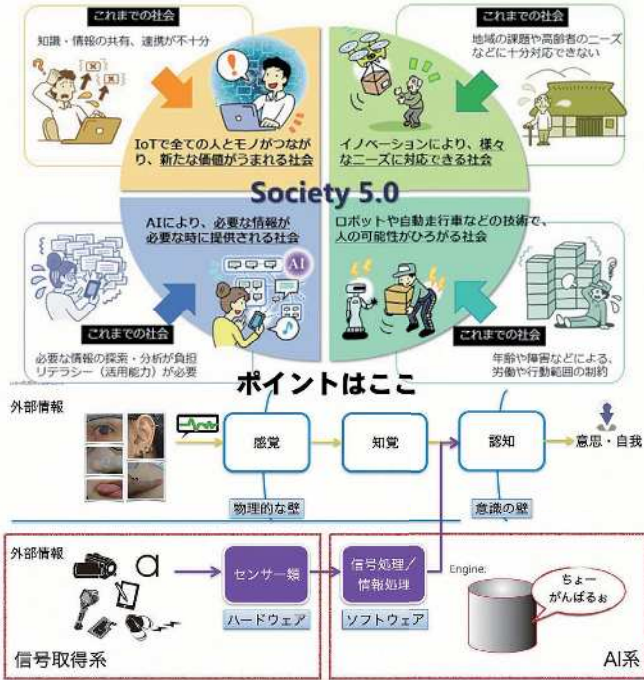 これまでの社会
知識・情報の共有、連携が不十分
IoTで全ての人とモノがつなが
り、新たな価値がうまれる社会
これまでの社会
地域の課題や高齢者のニーズ
などに十分対応できない
イノベーションにより、様々
なニーズに対応できる社会
Society 5.0
AIにより、必要な情報が
必要な時に提供される社会
AI
これまでの社会
必要な情報の探索・分析が負担
リテラシー（活用能力）が必要
ロボットや自動走行車などの技術で、
人の可能性がひろがる社会
これまでの社会
年齢や障害などによる、
労働や行動範囲の制約
ポイントはここ
外部情報
感覚
知覚
認知
意思・自我
物理的な壁
意識の壁
外部情報
a
センサー類
ハードウェア
信号処理／
情報処理
ソフトウェア
Engine:
ちょー
がんばるぉ
信号取得系
AI系